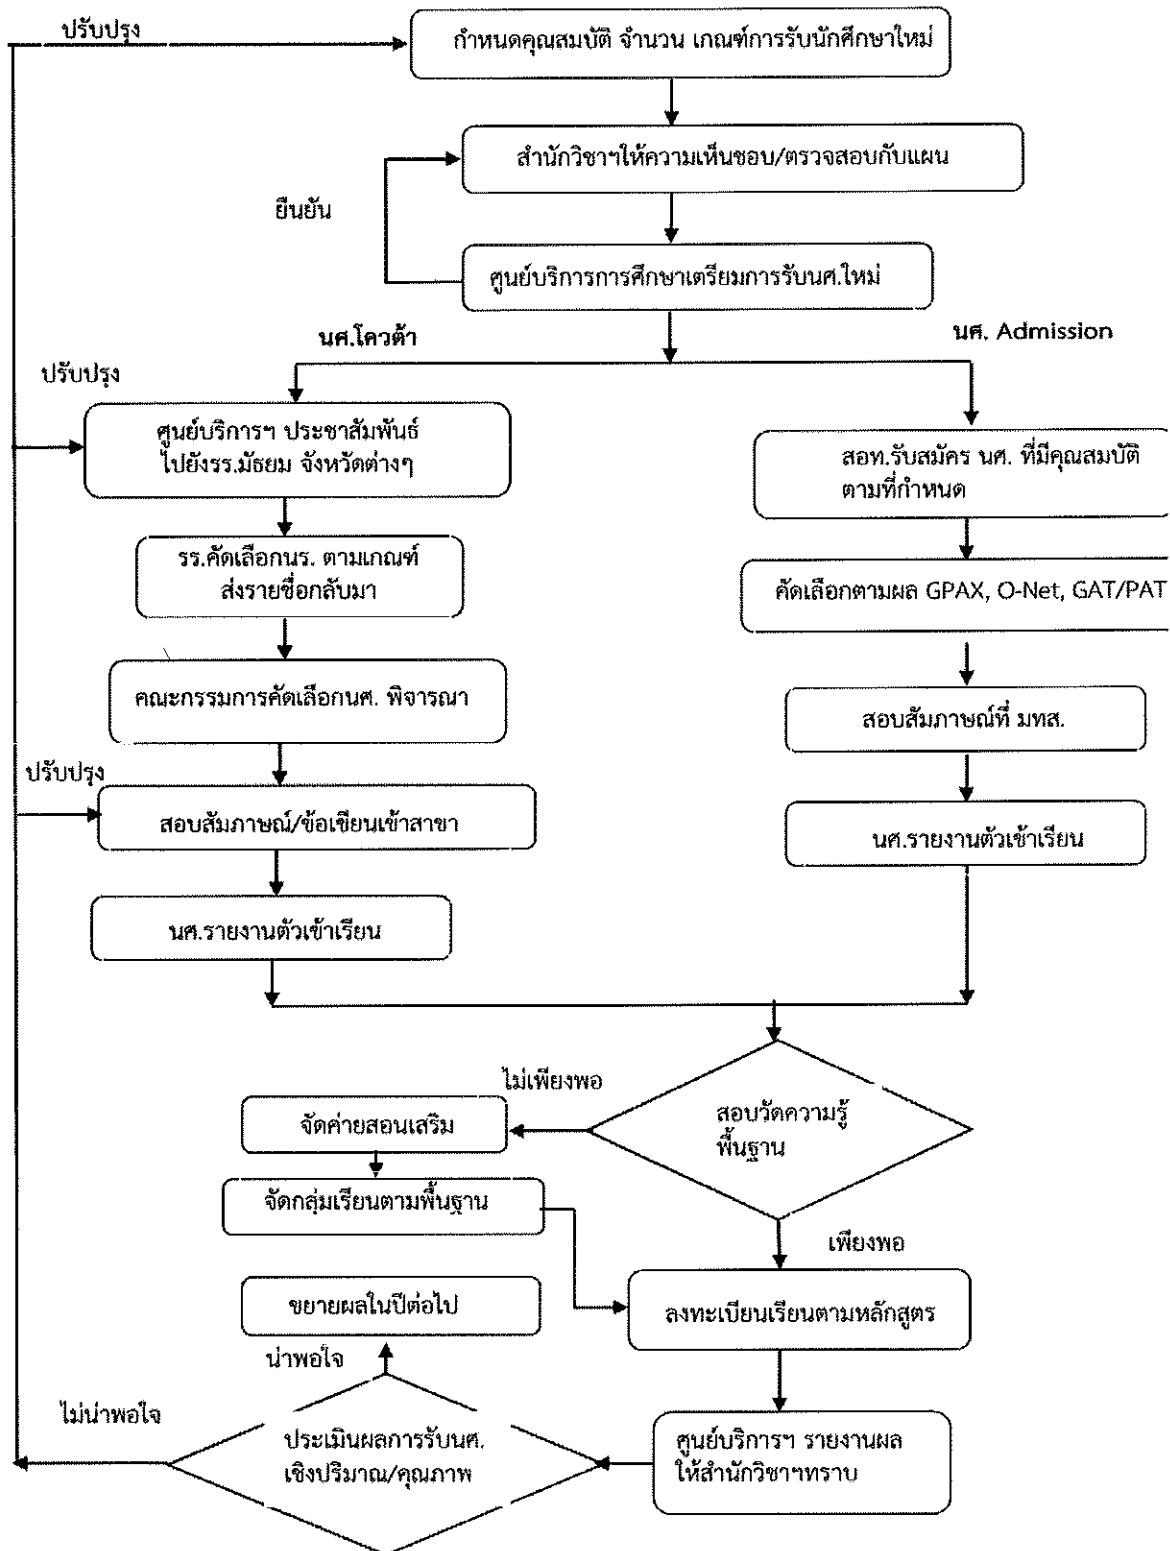 ปรับปรุง
กำหนดคุณสมบัติ จำนวน เกณฑ์การรับนักศึกษาใหม่
สำนักวิชาฯให้ความเห็นชอบ/ตรวจสอบกับแผน
ยืนยัน
ศูนย์บริการการศึกษาเตรียมการรับนศ.ใหม่
นศ.โควต้า
นศ. Admission
ปรับปรุง
ศูนย์บริการฯ ประชาสัมพันธ์
ไปยังรร.มัธยม จังหวัดต่างๆ
รร.คัดเลือกนร. ตามเกณฑ์
ส่งรายชื่อกลับมา
คณะกรรมการคัดเลือกนศ. พิจารณา
ปรับปรุง
สอบสัมภาษณ์/ข้อเขียนเข้าสาขา
นศ.รายงานตัวเข้าเรียน
สอท.รับสมัคร นศ. ที่มีคุณสมบัติ
ตามที่กำหนด
คัดเลือกตามผล GPAX, O-Net, GAT/PAT
สอบสัมภาษณ์ที่ มทส.
นศ.รายงานตัวเข้าเรียน
สอบวัดความรู้
พื้นฐาน
ไม่เพียงพอ
จัดค่ายสอนเสริม
จัดกลุ่มเรียนตามพื้นฐาน
เพียงพอ
ลงทะเบียนเรียนตามหลักสูตร
ศูนย์บริการฯ รายงานผล
ให้สำนักวิชาฯทราบ
ประเมินผลการรับนศ.
เชิงปริมาณ/คุณภาพ
น่าพอใจ
ขยายผลในปีต่อไป
ไม่น่าพอใจ